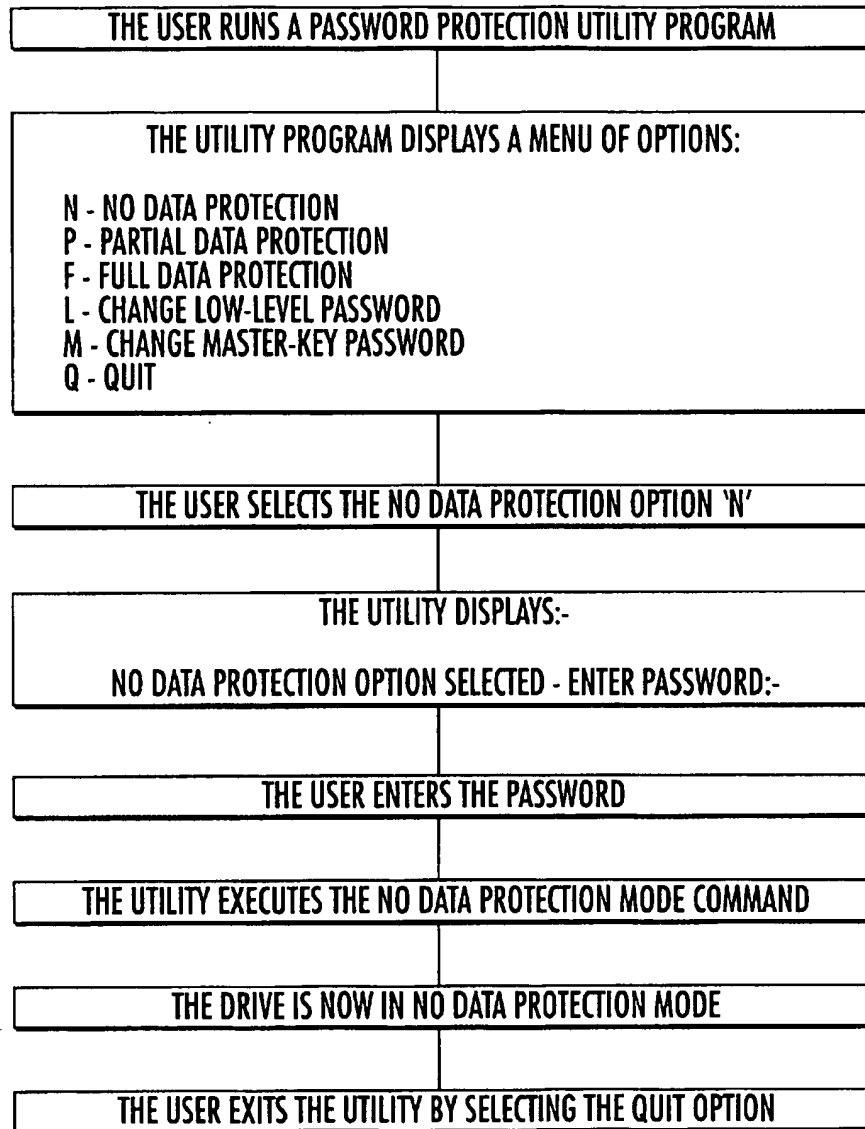 THE USER RUNS A PASSWORD PROTECTION UTILITY PROGRAM
THE UTILITY PROGRAM DISPLAYS A MENU OF OPTIONS:
N - NO DATA PROTECTION
P - PARTIAL DATA PROTECTION
F - FULL DATA PROTECTION
L - CHANGE LOW-LEVEL PASSWORD
M - CHANGE MASTER-KEY PASSWORD
Q - QUIT
THE USER SELECTS THE NO DATA PROTECTION OPTION 'N'
THE UTILITY DISPLAYS:-
NO DATA PROTECTION OPTION SELECTED - ENTER PASSWORD:-
THE USER ENTERS THE PASSWORD
THE UTILITY EXECUTES THE NO DATA PROTECTION MODE COMMAND
THE DRIVE IS NOW IN NO DATA PROTECTION MODE
THE USER EXITS THE UTILITY BY SELECTING THE QUIT OPTION